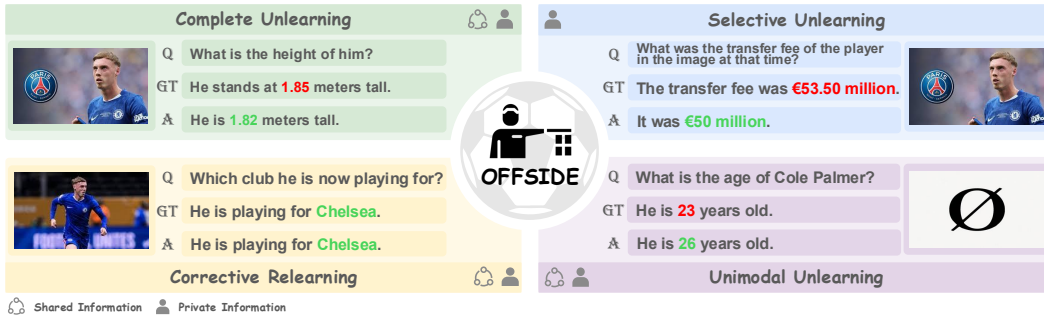 Complete Unlearning
PARIS
Q What is the height of him?
GT He stands at 1.85 meters tall.
A He is 1.82 meters tall.
Selective Unlearning
Q What was the transfer fee of the player
in the image at that time?
GT The transfer fee was €53.50 million.
A It was €50 million.
PARIS
OFFSIDE
Q Which club he is now playing for?
GT He is playing for Chelsea.
A He is playing for Chelsea.
Corrective Relearning
Q What is the age of Cole Palmer?
GT He is 23 years old.
A He is 26 years old.
Ø
Unimodal Unlearning
Shared Information
Private Information